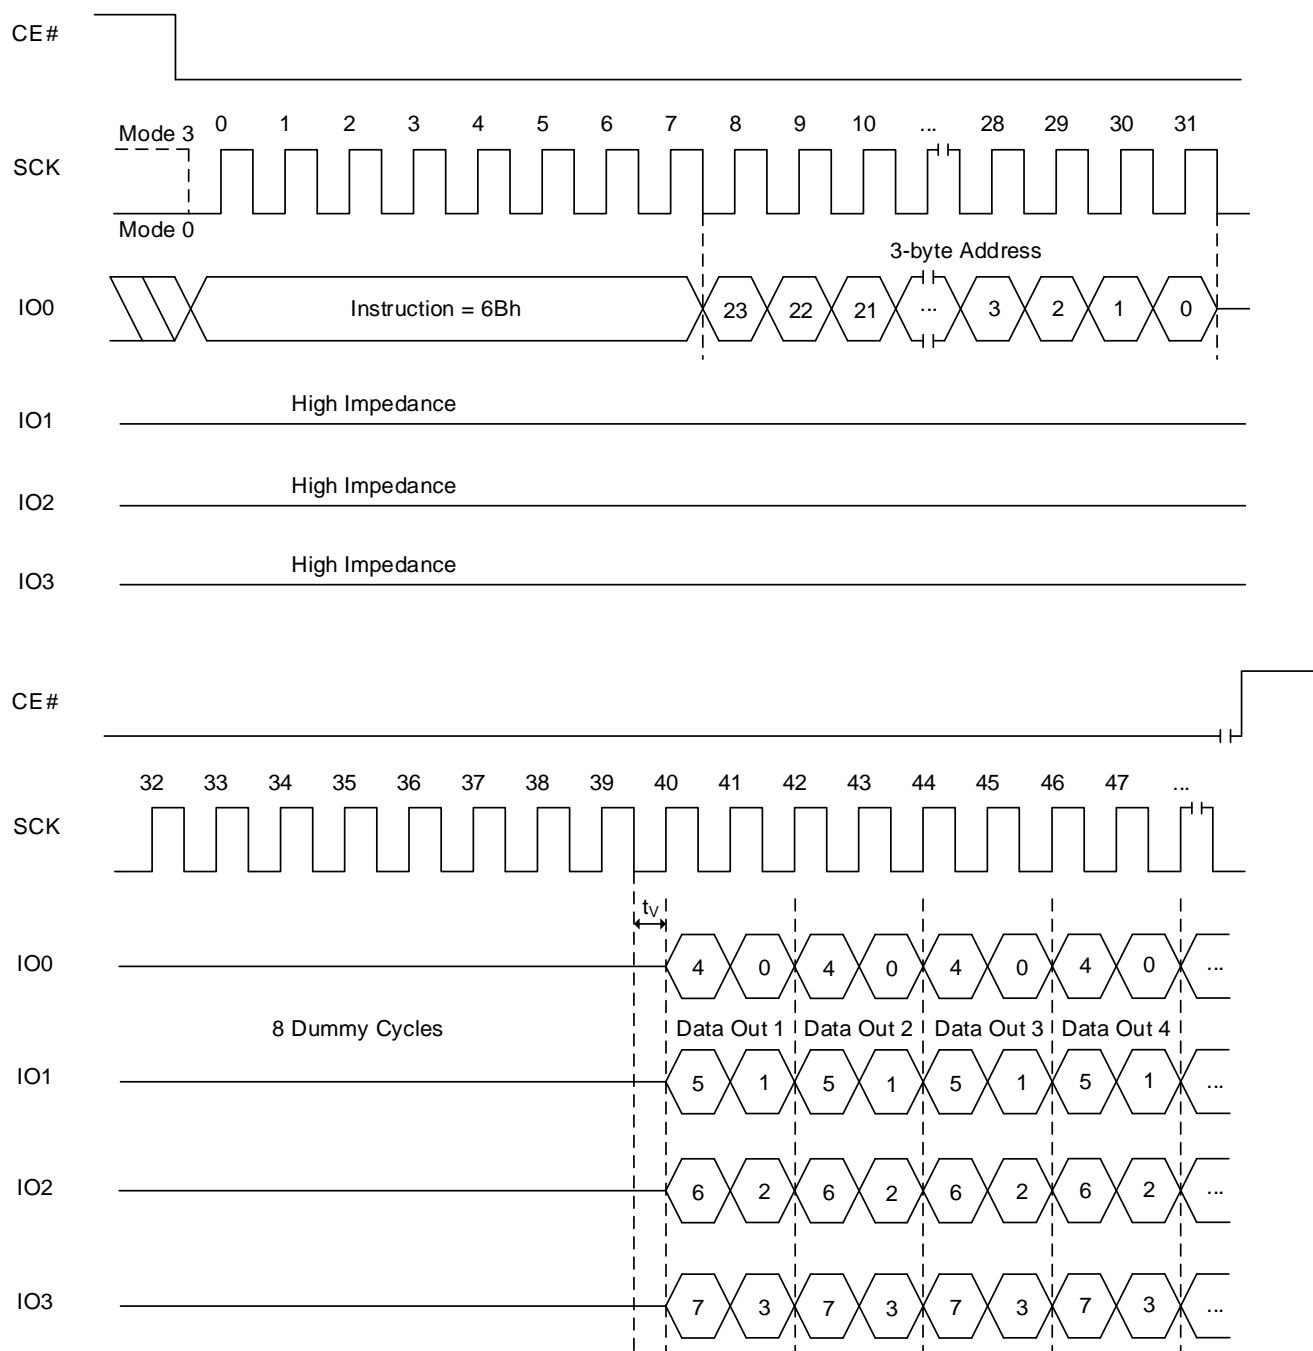 CE#
Mode 3 0 1 2 3 4 5 6 7 8 9 10 ... 28 29 30 31
SCK
Mode 0
3-byte Address
IO0 Instruction = 6Bh 23 22 21 ... 3 2 1 0
High Impedance
IO1
High Impedance
IO2
High Impedance
IO3
CE#
32 33 34 35 36 37 38 39 40 41 42 43 44 45 46 47 ...
SCK
tV
IO0 4 0 4 0 4 0 4 0 ...
8 Dummy Cycles Data Out 1 Data Out 2 Data Out 3 Data Out 4
IO1 5 1 5 1 5 1 5 1 ...
IO2 6 2 6 2 6 2 6 2 ...
IO3 7 3 7 3 7 3 7 3 ...